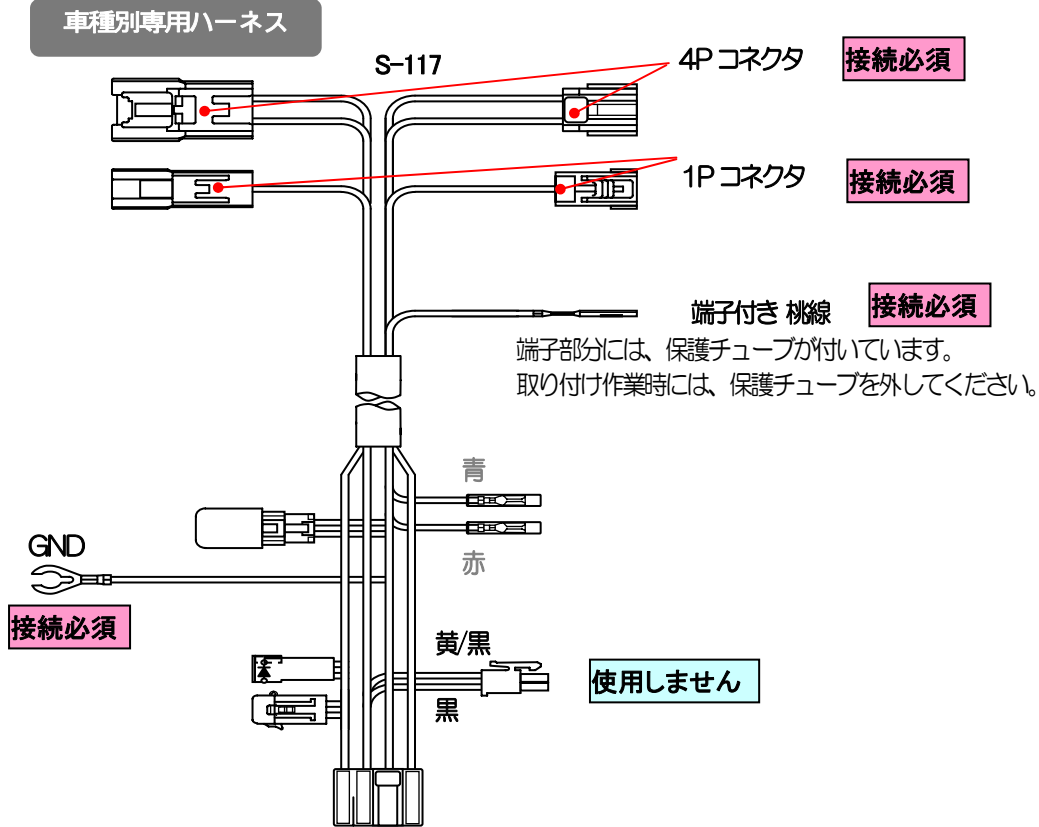 車種別専用ハーネス
S-117
4Pコネクタ 接続必須
1Pコネクタ 接続必須
端子付き 桃線 接続必須
端子部分には、保護チューブが付いています。
取り付け作業時には、保護チューブを外してください。
青
赤
GND
接続必須
黄/黒
使用しません
黒